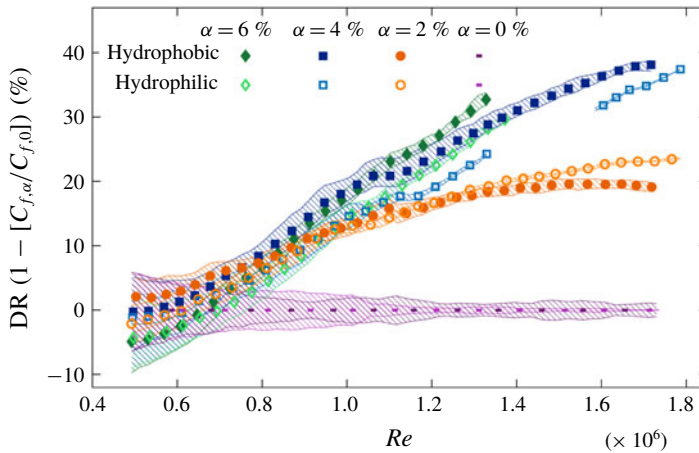 α = 6 % α = 4 % α = 2 % α = 0 %
Hydrophobic
Hydrophilic
DR (1 − [C_{f,α}/C_{f,0}]) (%)
40
30
20
10
0
−10
0.4 0.6 0.8 1.0 1.2 1.4 1.6 1.8
Re (× 10⁶)